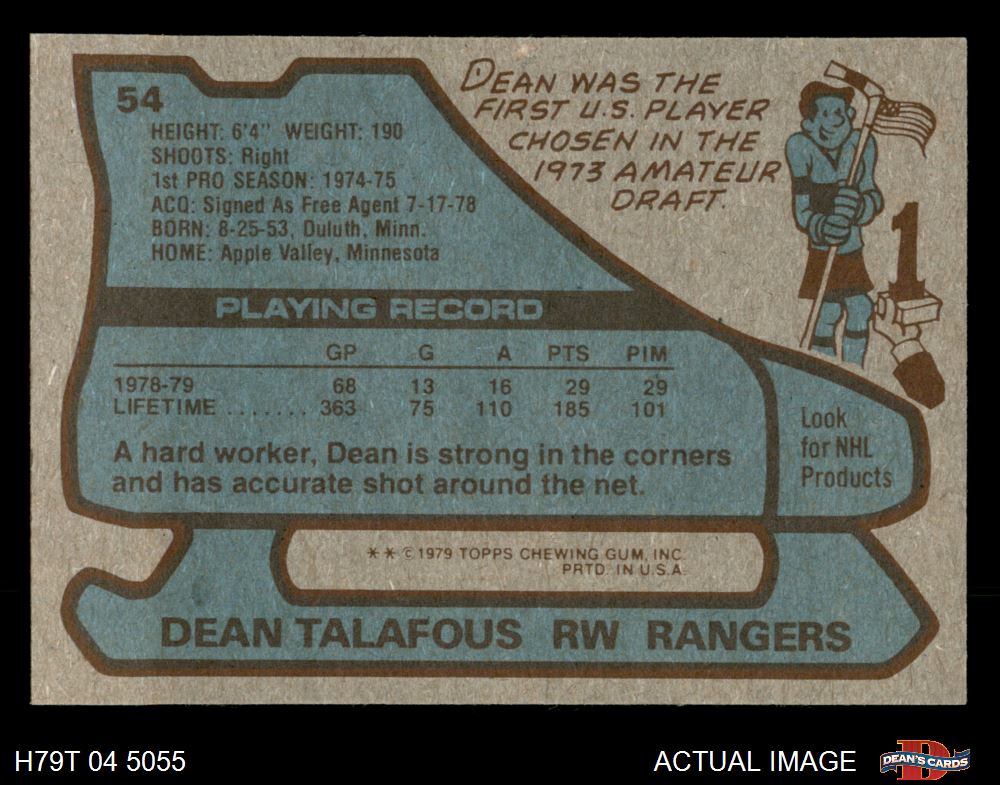 54
HEIGHT: 6'4" WEIGHT: 190
SHOOTS: Right
1st PRO SEASON: 1974-75
ACQ: Signed As Free Agent 7-17-78
BORN: 8-25-53, Duluth, Minn.
HOME: Apple Valley, Minnesota
DEAN WAS THE
FIRST U.S. PLAYER
CHOSEN IN THE
1973 AMATEUR
DRAFT.
1
PLAYING RECORD
GP G A PTS PIM
1978-79 68 13 16 29 29
LIFETIME ....... 363 75 110 185 101
A hard worker, Dean is strong in the corners
and has accurate shot around the net.
Look
for NHL
Products
** © 1979 TOPPS CHEWING GUM, INC.
PRTD. IN U.S.A.
DEAN TALAFOUS RW RANGERS
H79T 04 5055
ACTUAL IMAGE
D
DEAN'S CARDS